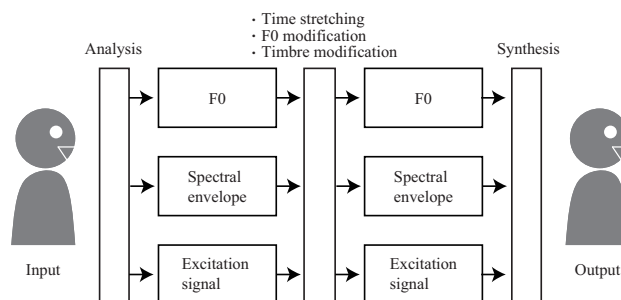 · Time stretching
· F0 modification
· Timbre modification
Analysis
Synthesis
F0
F0
Spectral
envelope
Spectral
envelope
Input
Excitation
signal
Excitation
signal
Output